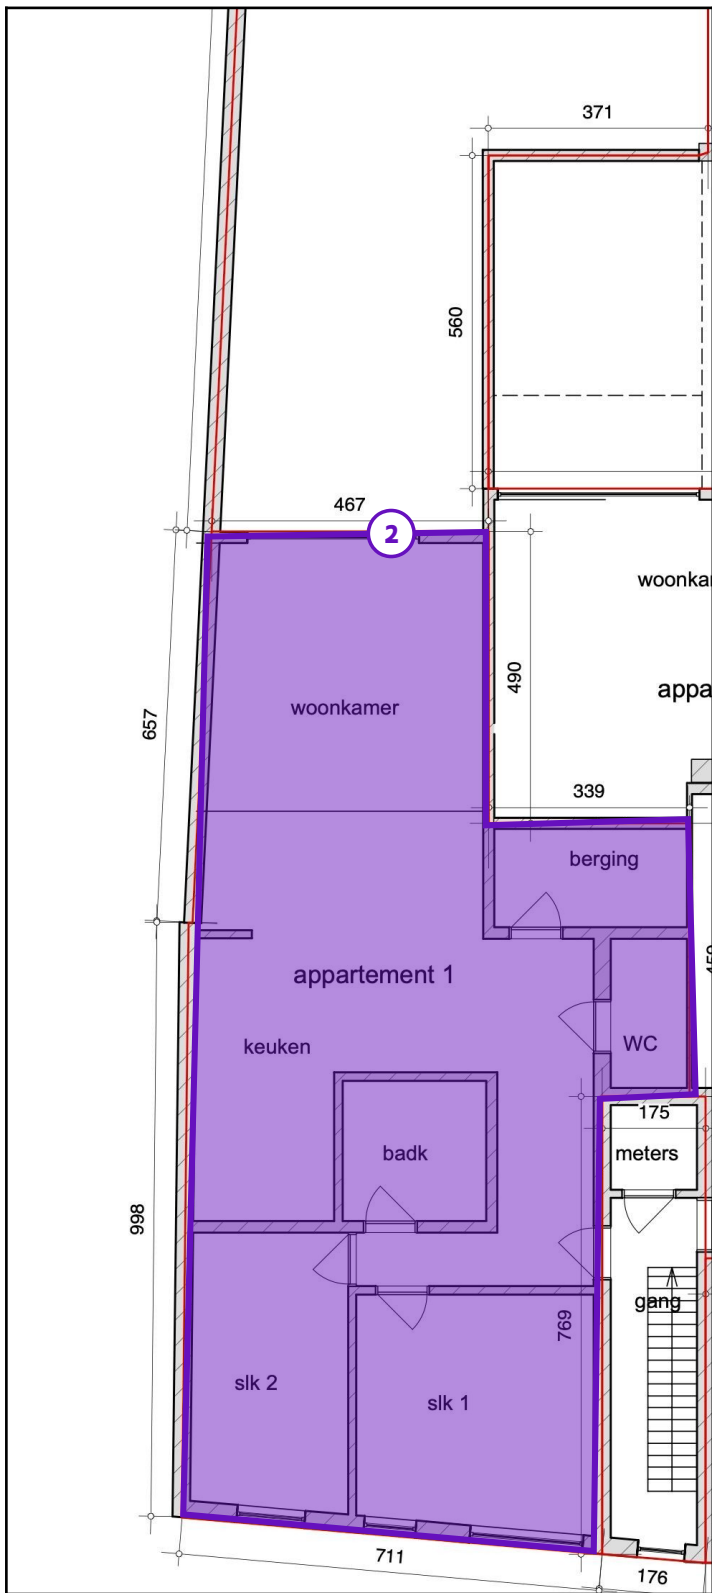 371
560
467
2
woonka
490
appa
woonkamer
657
339
berging
appartement 1
keuken
WC
175
badk
meters
998
gang
769
slk 2
slk 1
711
176